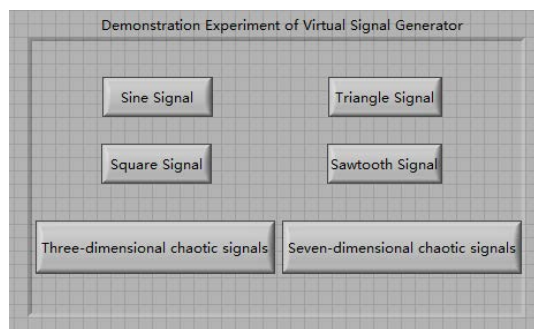 Demonstration Experiment of Virtual Signal Generator
Sine Signal
Triangle Signal
Square Signal
Sawtooth Signal
Three-dimensional chaotic signals
Seven-dimensional chaotic signals